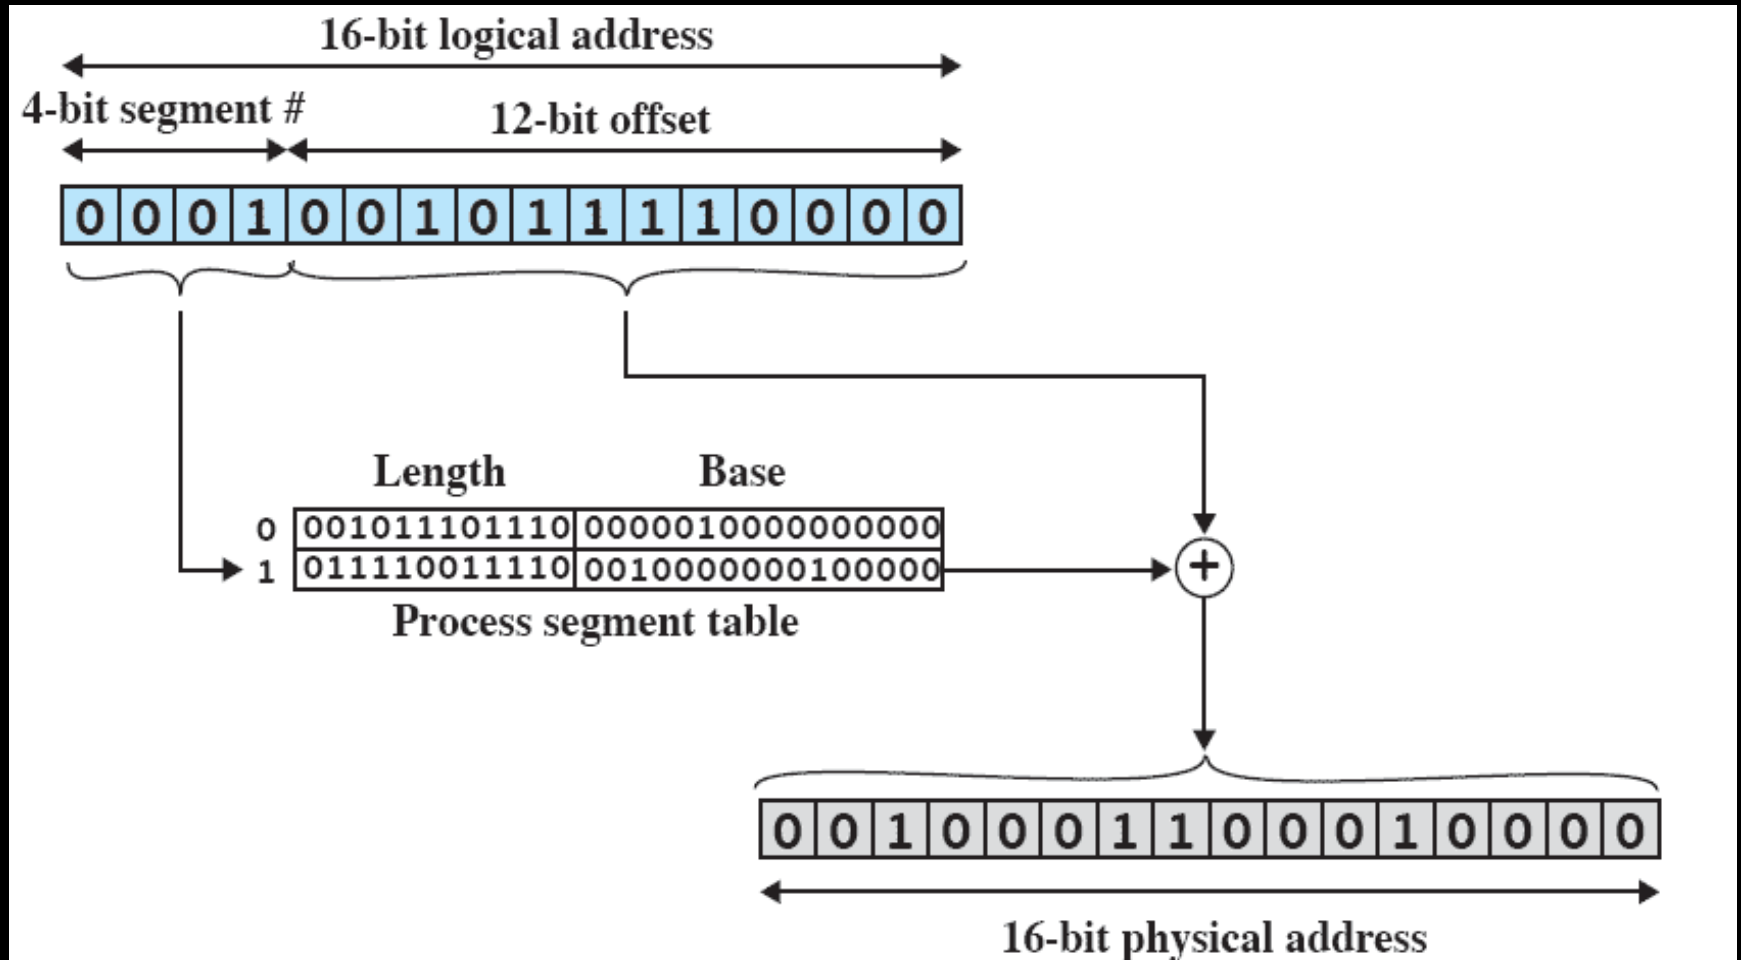 16-bit logical address
4-bit segment # 12-bit offset
0 0 0 1 0 0 1 0 1 1 1 1 0 0 0 0
Length Base
0 001011101110 0000010000000000
1 011110011110 0010000000100000
+
Process segment table
0 0 1 0 0 0 1 1 0 0 0 1 0 0 0 0
16-bit physical address